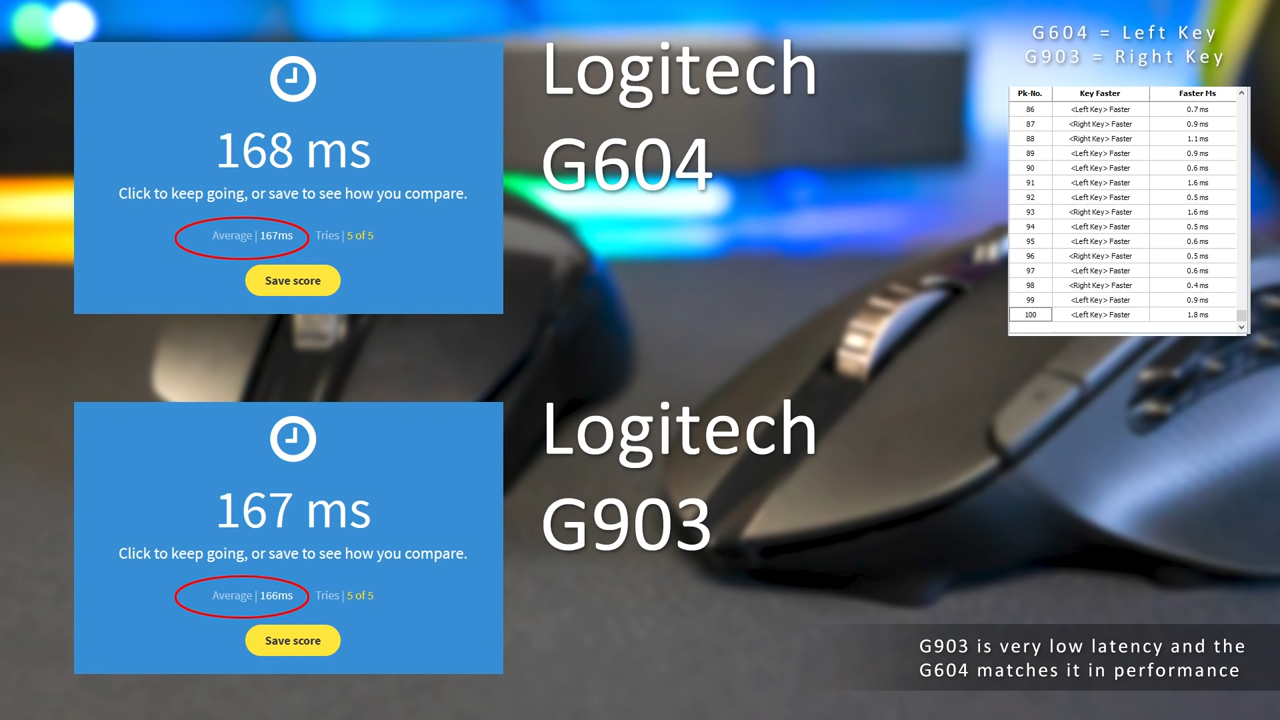 168 ms
Click to keep going, or save to see how you compare.
Average | 167ms Tries | 5 of 5
Save score
Logitech
G604
G604 = Left Key
G903 = Right Key
Pk-No. Key Faster Faster Ms
86 <Left Key> Faster 0.7 ms
87 <Right Key> Faster 0.9 ms
88 <Right Key> Faster 1.1 ms
89 <Left Key> Faster 0.9 ms
90 <Left Key> Faster 0.6 ms
91 <Left Key> Faster 1.6 ms
92 <Left Key> Faster 0.5 ms
93 <Right Key> Faster 1.6 ms
94 <Left Key> Faster 0.5 ms
95 <Left Key> Faster 0.6 ms
96 <Right Key> Faster 0.5 ms
97 <Left Key> Faster 0.6 ms
98 <Right Key> Faster 0.4 ms
99 <Left Key> Faster 0.9 ms
100 <Left Key> Faster 1.8 ms
167 ms
Click to keep going, or save to see how you compare.
Average | 166ms Tries | 5 of 5
Save score
Logitech
G903
G903 is very low latency and the
G604 matches it in performance